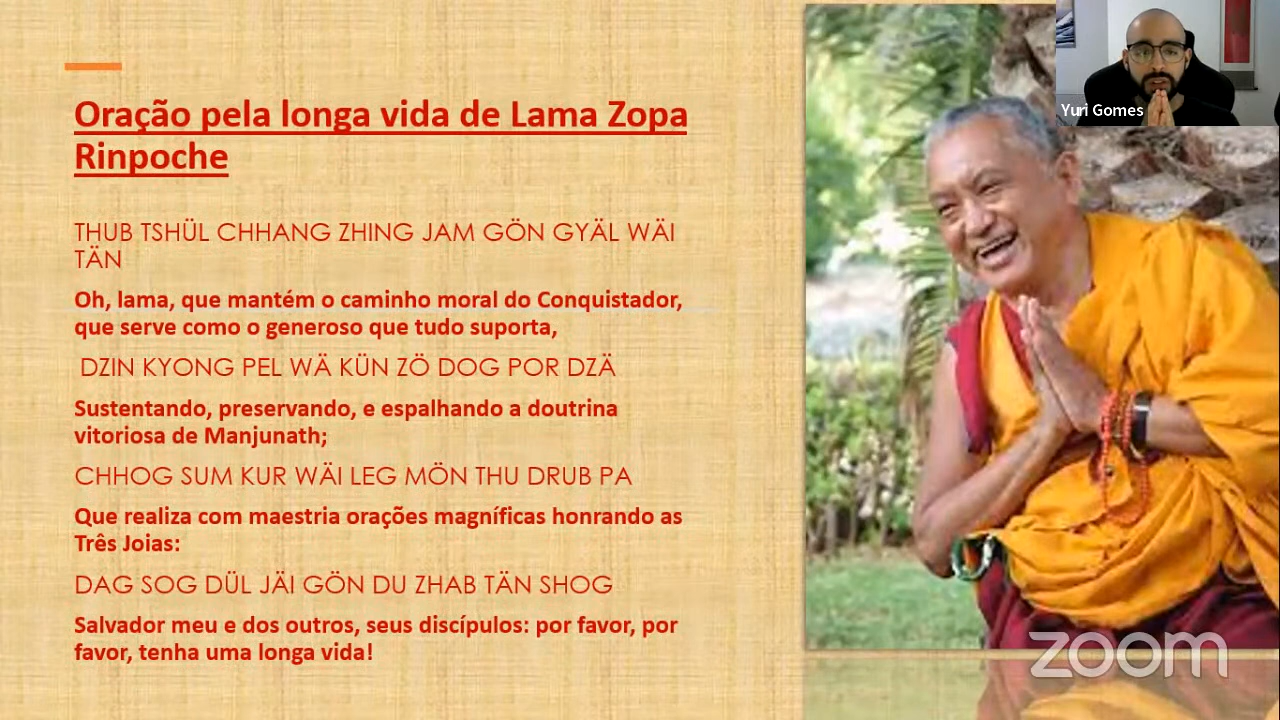 Oração pela longa vida de Lama Zopa
Rinpoche
THUB TSHÜL CHHANG ZHING JAM GÖN GYÄL WÄI
TÄN
Oh, lama, que mantém o caminho moral do Conquistador,
que serve como o generoso que tudo suporta,
DZIN KYONG PEL WÄ KÜN ZÖ DOG POR DZÄ
Sustentando, preservando, e espalhando a doutrina
vitoriosa de Manjunath;
CHHOG SUM KUR WÄI LEG MÖN THU DRUB PA
Que realiza com maestria orações magníficas honrando as
Três Joias:
DAG SOG DÜL JÄI GÖN DU ZHAB TÄN SHOG
Salvador meu e dos outros, seus discípulos: por favor, por
favor, tenha uma longa vida!
Yuri Gomes
zoom